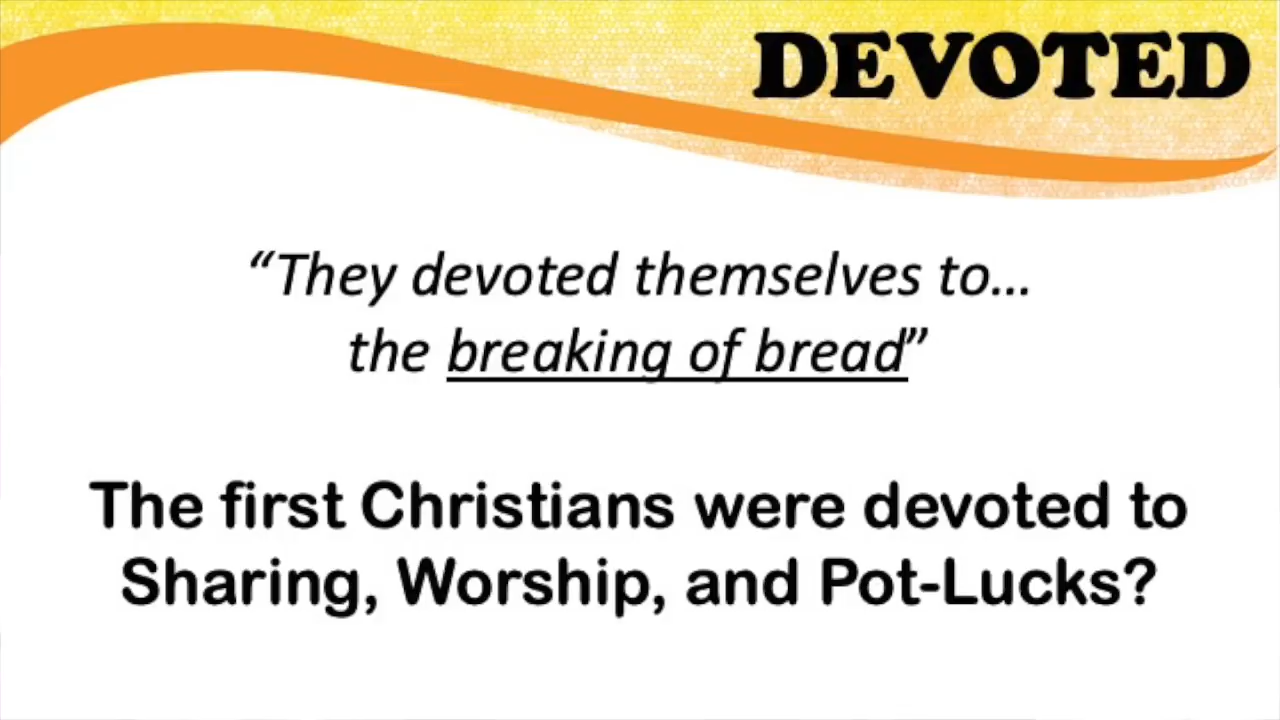 DEVOTED
“They devoted themselves to…
the breaking of bread”
The first Christians were devoted to
Sharing, Worship, and Pot-Lucks?